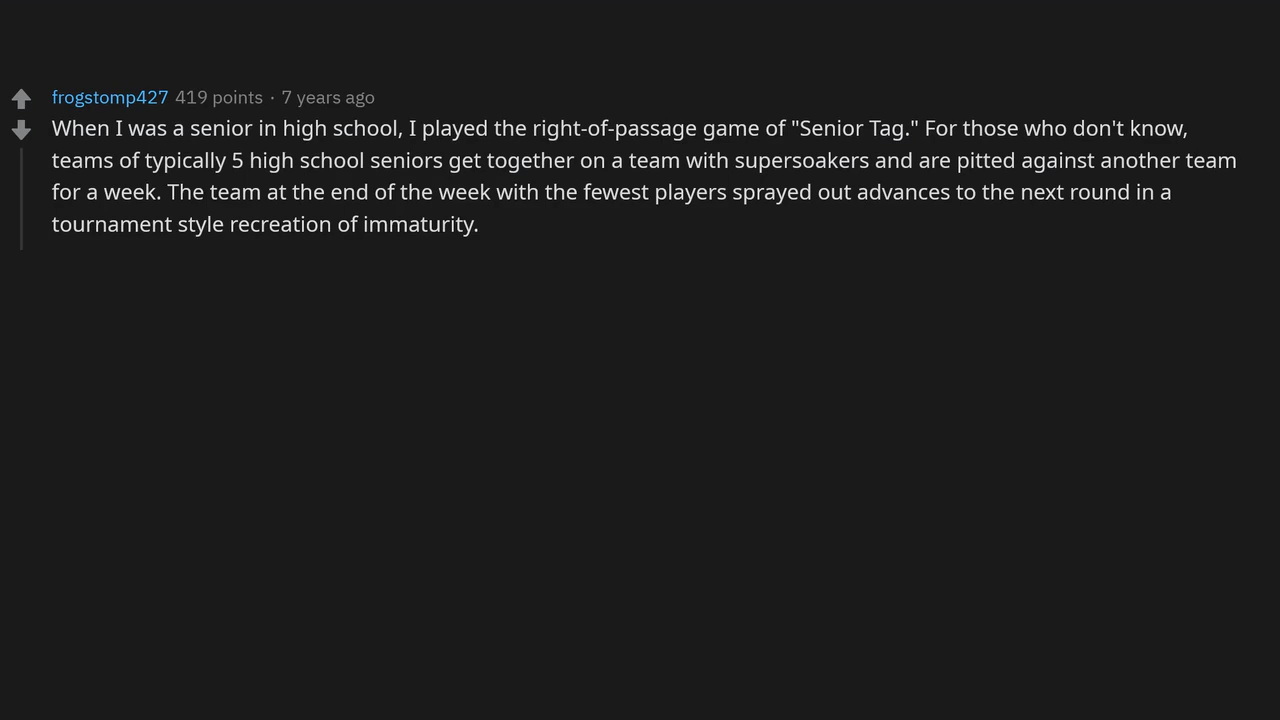 frogstomp427 419 points · 7 years ago
When I was a senior in high school, I played the right-of-passage game of "Senior Tag." For those who don't know,
teams of typically 5 high school seniors get together on a team with supersoakers and are pitted against another team
for a week. The team at the end of the week with the fewest players sprayed out advances to the next round in a
tournament style recreation of immaturity.